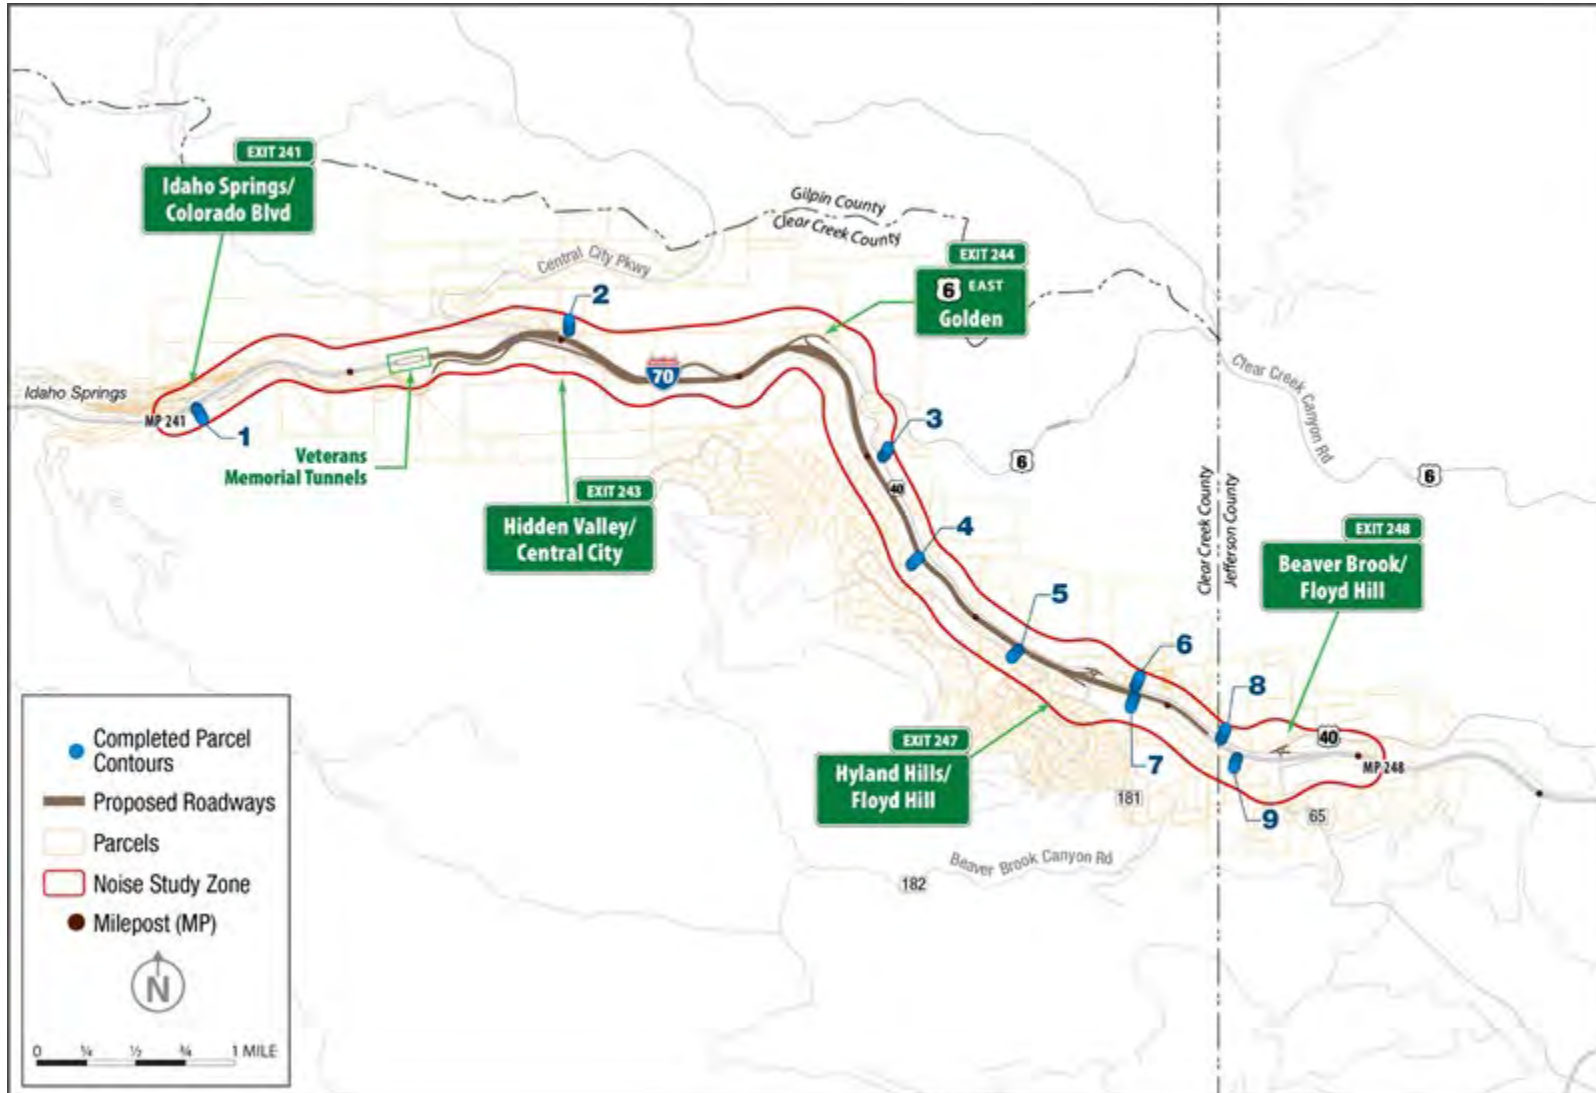 EXIT 241
Idaho Springs/
Colorado Blvd
Gilpin County
Clear Creek County
EXIT 244
6 EAST
Golden
Central City Pkwy
2
70
Idaho Springs
MP 241
1
Veterans
Memorial Tunnels
3
6
Clear Creek Canyon Rd
6
40
EXIT 243
Hidden Valley/
Central City
4
Clear Creek County
Jefferson County
EXIT 248
Beaver Brook/
Floyd Hill
5
6
8
40
MP 248
EXIT 247
Hyland Hills/
Floyd Hill
7
181
9
65
Beaver Brook Canyon Rd
182
Completed Parcel
Contours
Proposed Roadways
Parcels
Noise Study Zone
Milepost (MP)
N
0 ¼ ½ ¾ 1 MILE